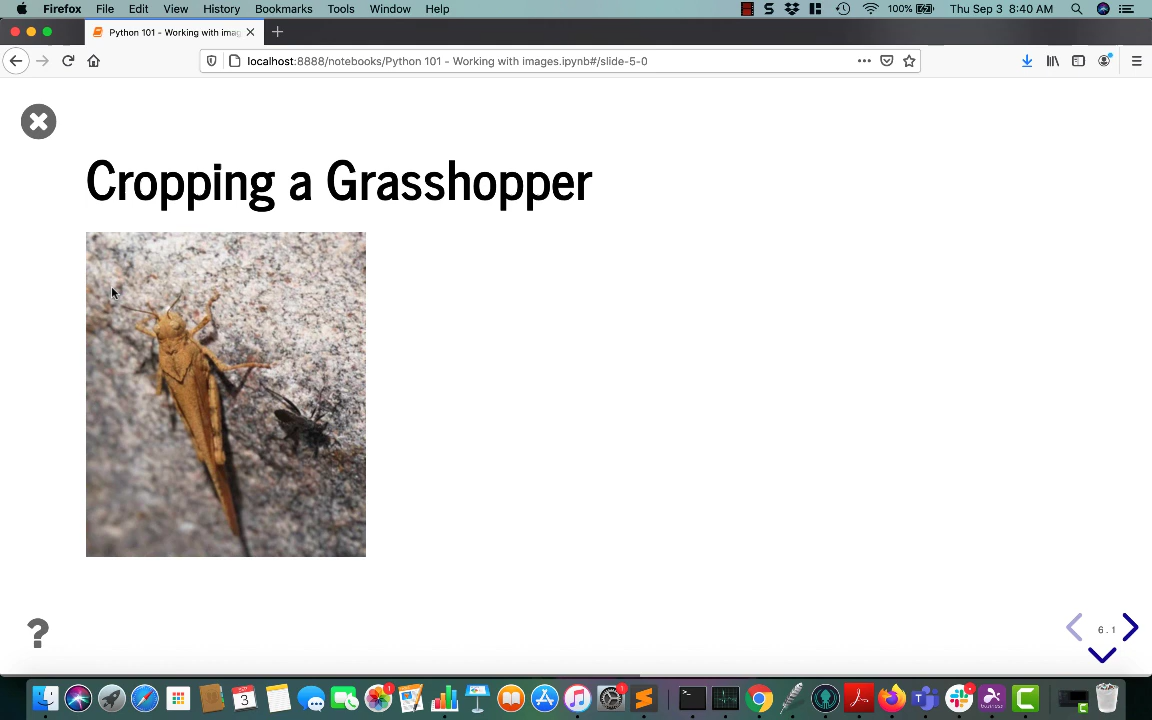 Firefox File Edit View History Bookmarks Tools Window Help 100% Thu Sep 3 8:40 AM
Python 101 - Working with imag
localhost:8888/notebooks/Python 101 - Working with images.ipynb#/slide-5-0
Cropping a Grasshopper
?
6.1